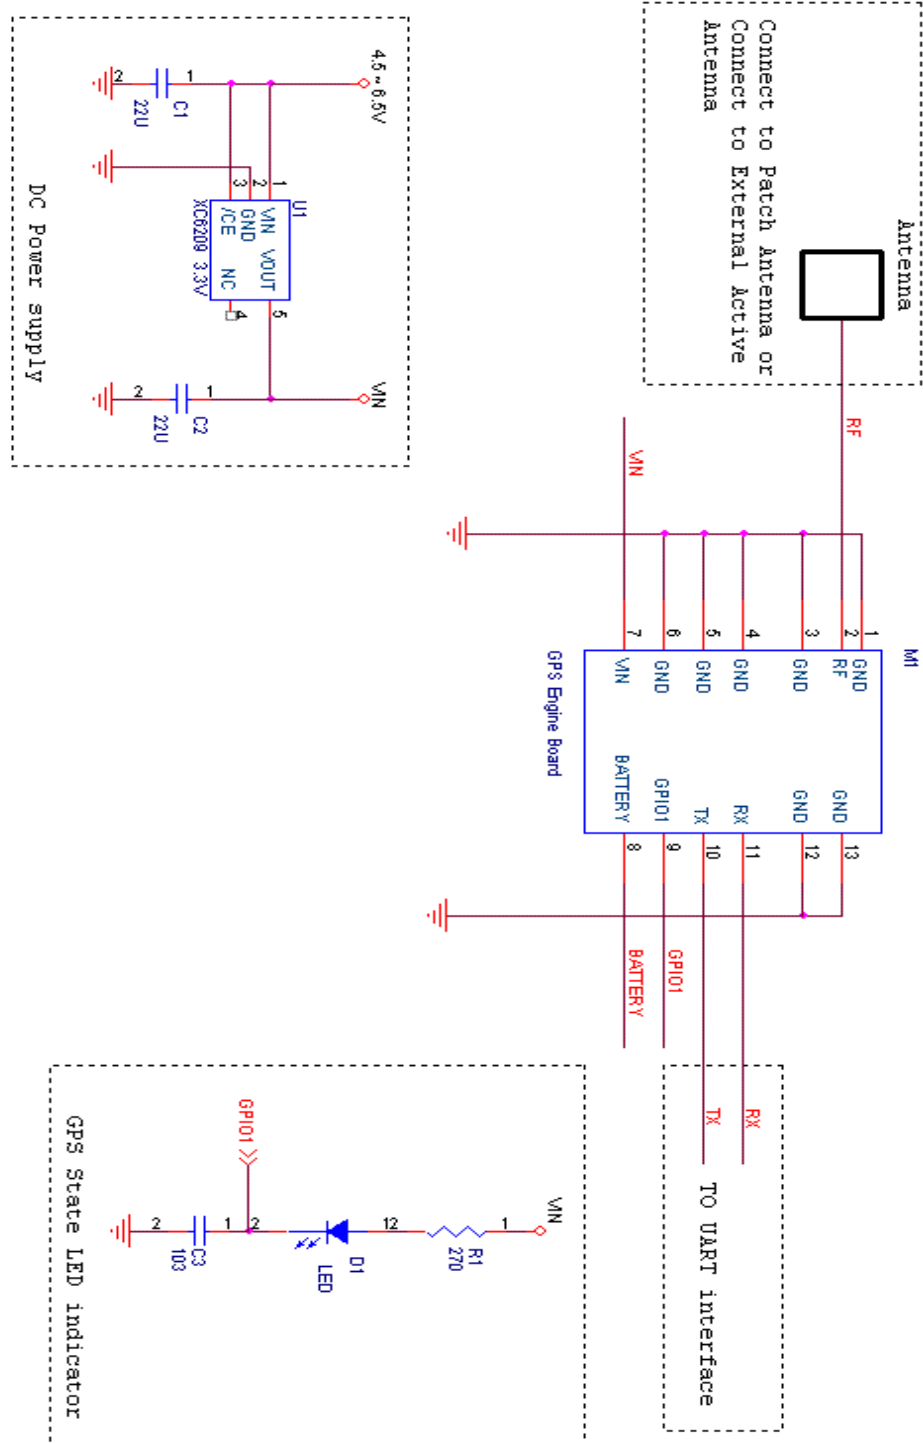 Antenna
Connect to Patch Antenna or
Connect to External Active
Antenna
RF
VIN
M1
1
2
3
4
5
6
7
GND
RF
GND
GND
GND
GND
VIN
GND
GND
RX
TX
GPIO1
BATTERY
13
12
11
10
9
8
GPS Engine Board
GPIO1
BATTERY
RX
TX
TO UART interface
4.5~6.5V
1
C1
2
22U
U1
1
2
3
VIN
GND
/CE
VOUT
NC
5
4
XC6209 3.3V
VIN
1
C2
2
22U
DC Power supply
VIN
1
R1
270
12
D1
LED
GPIO1
2
1
C3
2
103
GPS State LED indicator